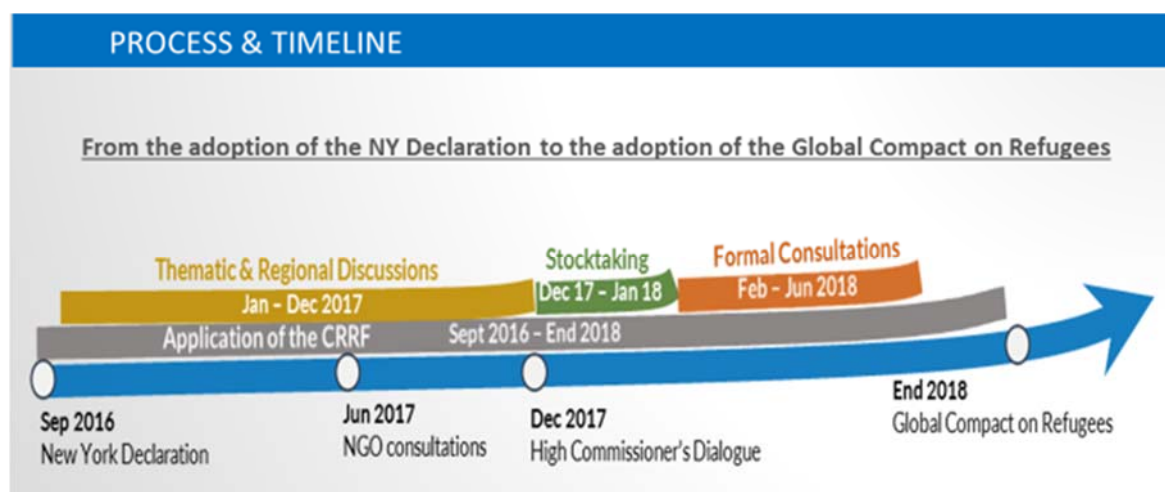 PROCESS & TIMELINE
From the adoption of the NY Declaration to the adoption of the Global Compact on Refugees
Thematic & Regional Discussions
Jan – Dec 2017
Stocktaking
Dec 17 – Jan 18
Formal Consultations
Feb – Jun 2018
Application of the CRRF
Sept 2016 – End 2018
Sep 2016
New York Declaration
Jun 2017
NGO consultations
Dec 2017
High Commissioner's Dialogue
End 2018
Global Compact on Refugees